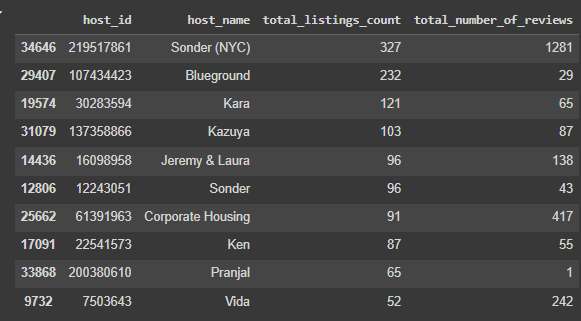 host_id host_name total_listings_count total_number_of_reviews
34646 219517861 Sonder (NYC) 327 1281
29407 107434423 Blueground 232 29
19574 30283594 Kara 121 65
31079 137358866 Kazuya 103 87
14436 16098958 Jeremy & Laura 96 138
12806 12243051 Sonder 96 43
25662 61391963 Corporate Housing 91 417
17091 22541573 Ken 87 55
33868 200380610 Pranjal 65 1
9732 7503643 Vida 52 242